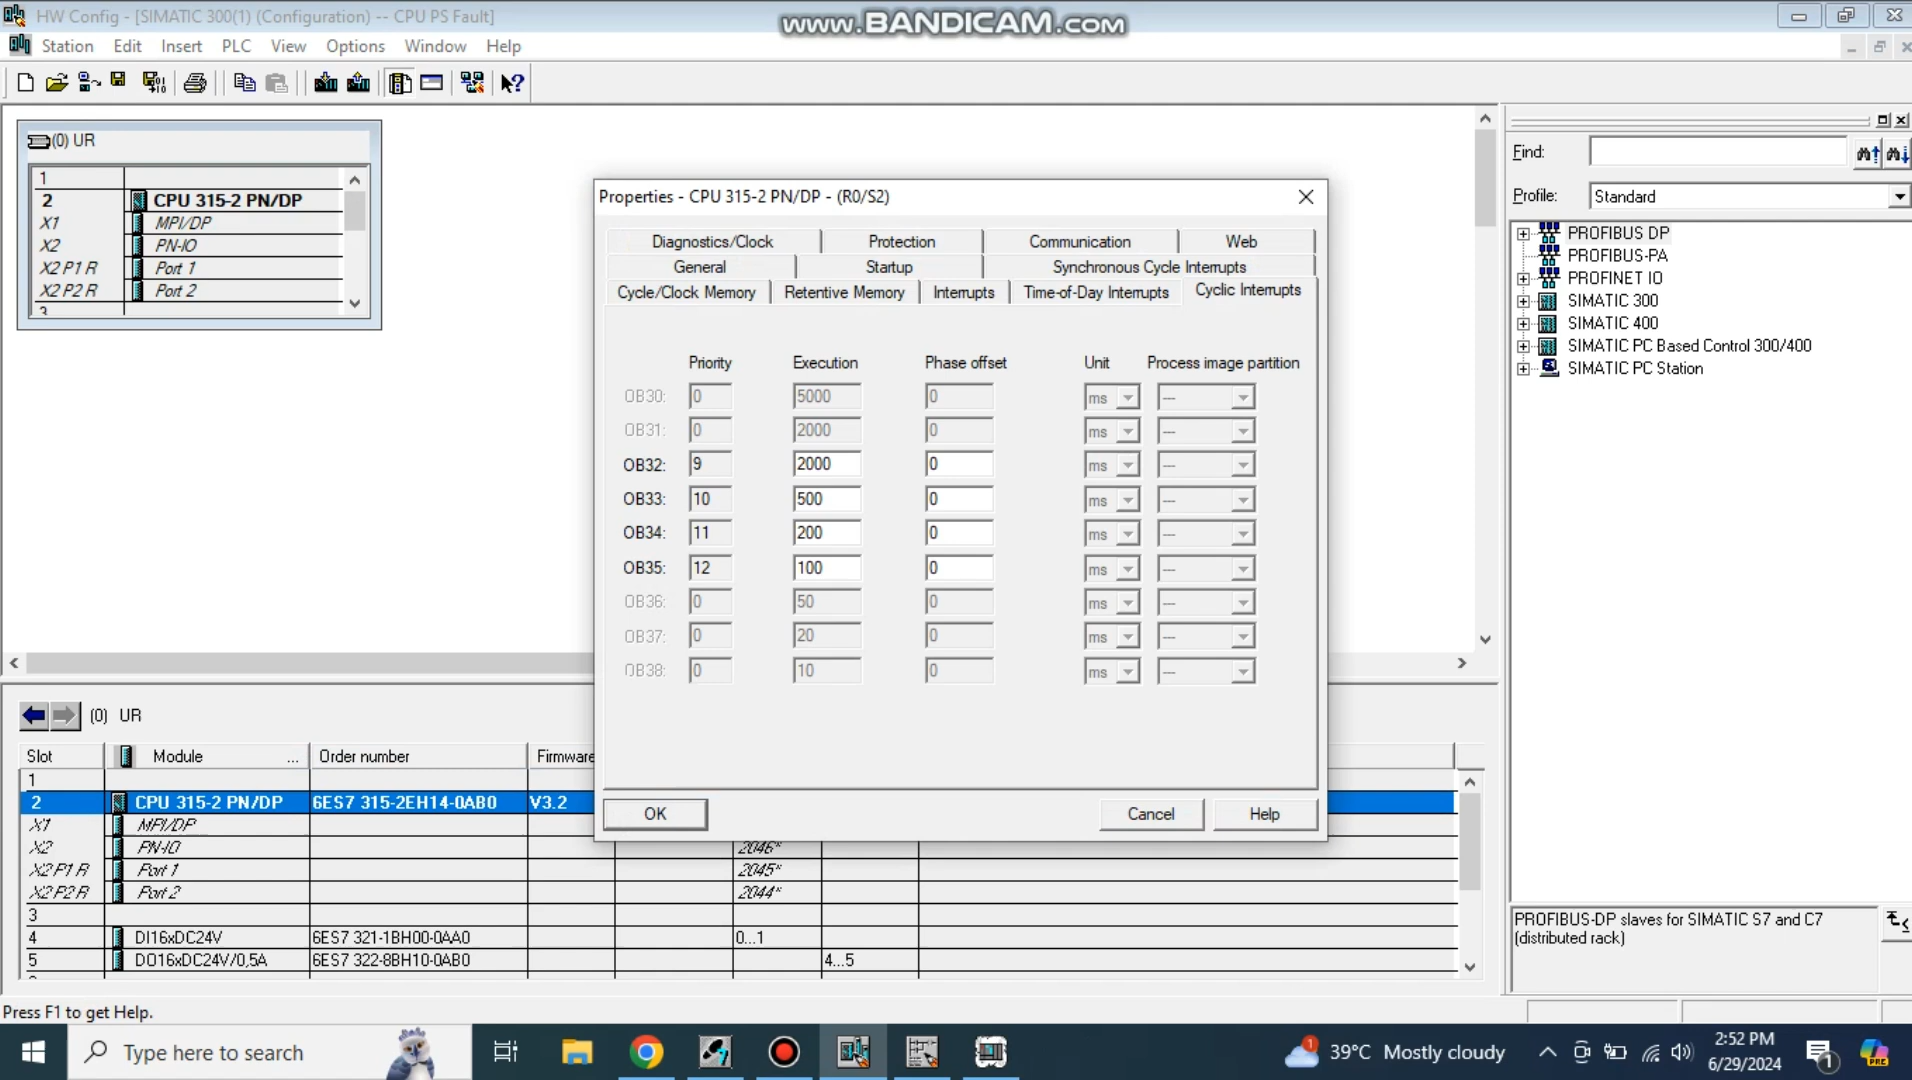 HW Config - [SIMATIC 300(1) (Configuration) -- CPU PS Fault]
www.BANDICAM.com
Station Edit Insert PLC View Options Window Help
(0) UR
1
2 CPU 315-2 PN/DP
X1 MPI/DP
X2 PN-IO
X2 P1 R Port 1
X2 P2 R Port 2
3
Properties - CPU 315-2 PN/DP - (R0/S2)
Diagnostics/Clock Protection Communication Web
General Startup Synchronous Cycle Interrupts
Cycle/Clock Memory Retentive Memory Interrupts Time-of-Day Interrupts Cyclic Interrupts
Priority Execution Phase offset Unit Process image partition
OB30: 0 5000 0 ms ---
OB31: 0 2000 0 ms ---
OB32: 9 2000 0 ms ---
OB33: 10 500 0 ms ---
OB34: 11 200 0 ms ---
OB35: 12 100 0 ms ---
OB36: 0 50 0 ms ---
OB37: 0 20 0 ms ---
OB38: 0 10 0 ms ---
OK Cancel Help
Find:
Profile: Standard
PROFIBUS DP
PROFIBUS-PA
PROFINET IO
SIMATIC 300
SIMATIC 400
SIMATIC PC Based Control 300/400
SIMATIC PC Station
PROFIBUS-DP slaves for SIMATIC S7 and C7
(distributed rack)
(0) UR
Slot Module ... Order number Firmware
1
2 CPU 315-2 PN/DP 6ES7 315-2EH14-0AB0 V3.2
X1 MPI/DP
X2 PN-IO 2046*
X2 P1 R Port 1 2045*
X2 P2 R Port 2 2044*
3
4 DI16xDC24V 6ES7 321-1BH00-0AA0 0...1
5 DO16xDC24V/0,5A 6ES7 322-8BH10-0AB0 4...5
Press F1 to get Help.
Type here to search
1
39°C Mostly cloudy
2:52 PM
6/29/2024
1
PRE